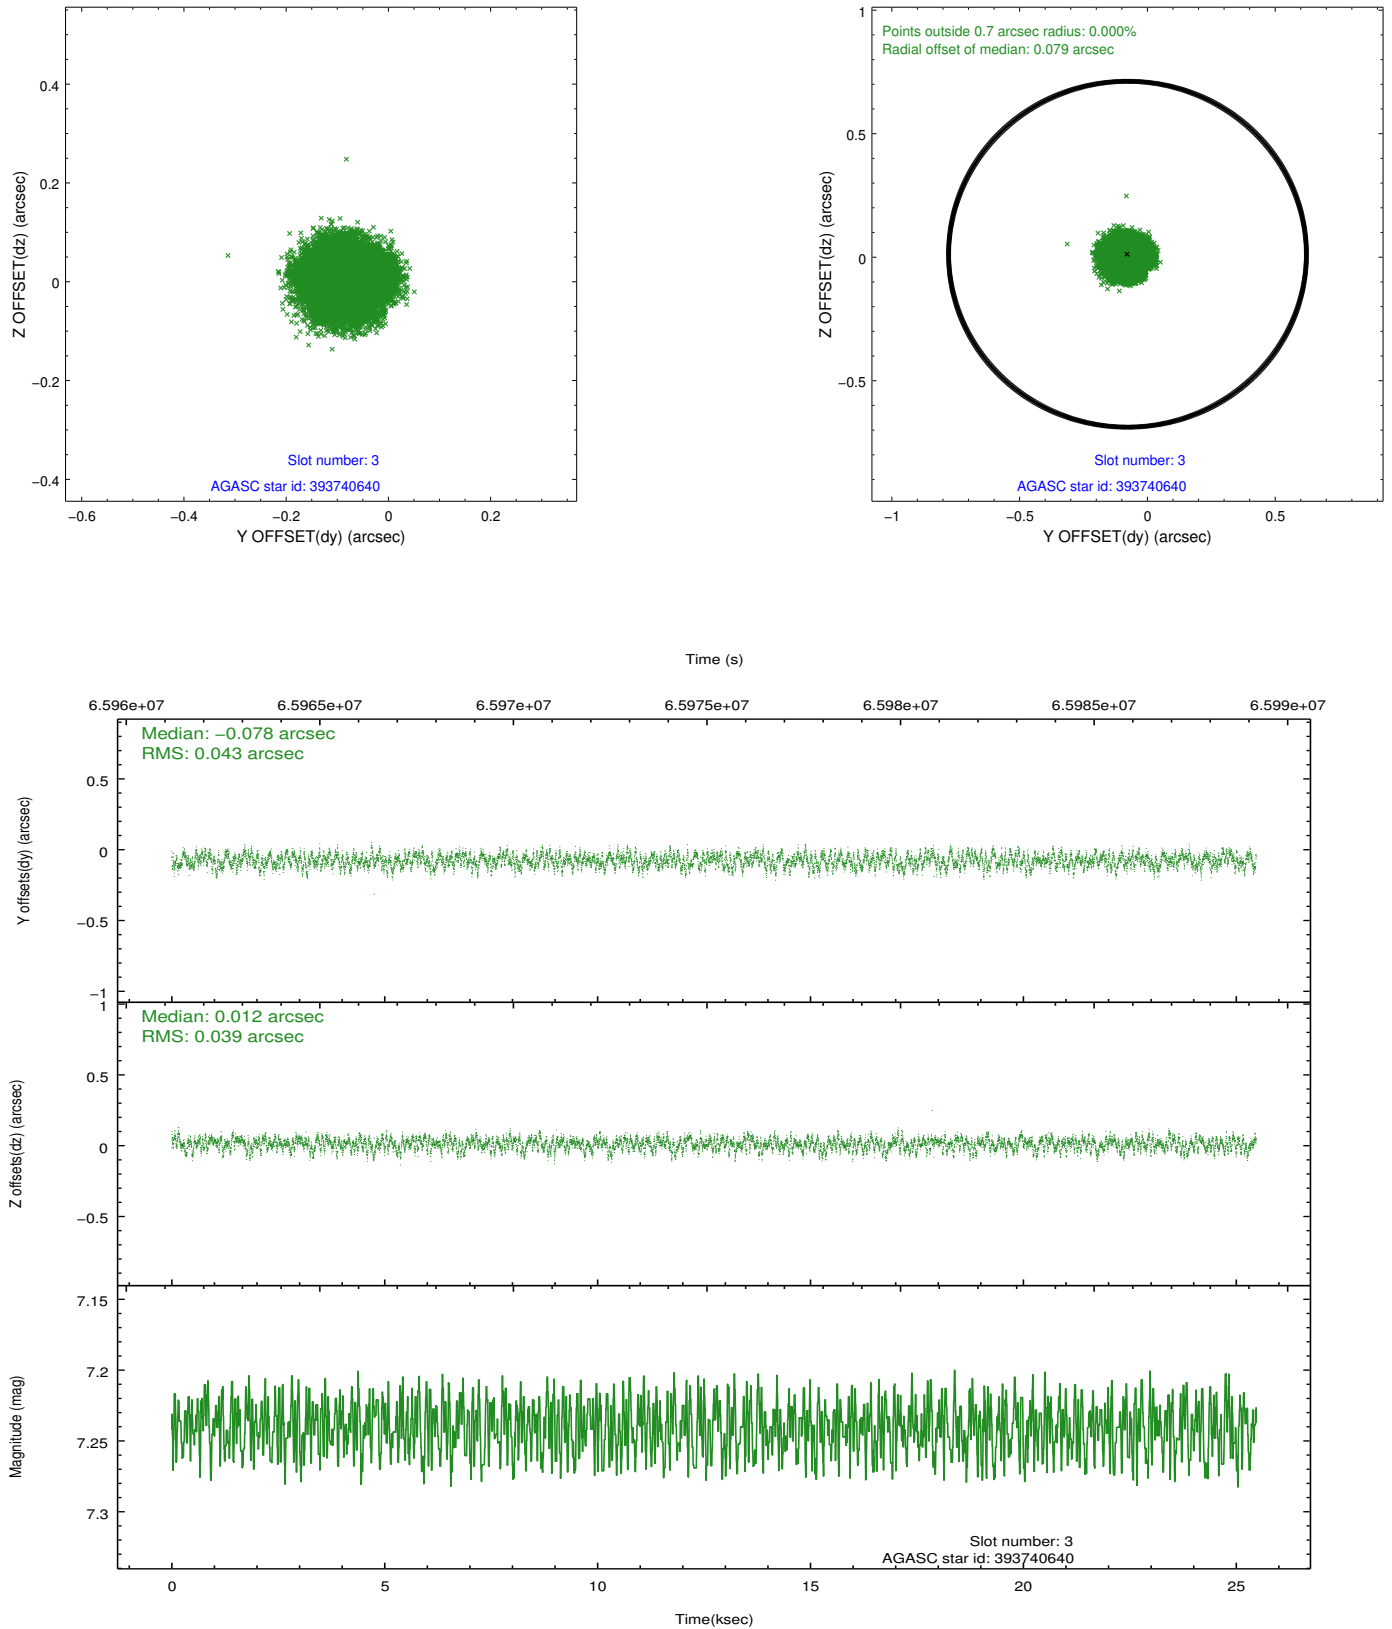 0.4
0.2
0
−0.2
−0.4
Z OFFSET(dz) (arcsec)
Slot number: 3
AGASC star id: 393740640
−0.6
−0.4
−0.2
0
0.2
Y OFFSET(dy) (arcsec)
1
0.5
0
−0.5
Z OFFSET(dz) (arcsec)
Points outside 0.7 arcsec radius: 0.000%
Radial offset of median: 0.079 arcsec
Slot number: 3
AGASC star id: 393740640
−1
−0.5
0
0.5
Y OFFSET(dy) (arcsec)
Time (s)
6.596e+07
6.5965e+07
6.597e+07
6.5975e+07
6.598e+07
6.5985e+07
6.599e+07
Median: −0.078 arcsec
RMS: 0.043 arcsec
0.5
0
−0.5
−1
Y offsets(dy) (arcsec)
Median: 0.012 arcsec
RMS: 0.039 arcsec
1
0.5
0
−0.5
Z offsets(dz) (arcsec)
7.15
7.2
7.25
7.3
Magnitude (mag)
Slot number: 3
AGASC star id: 393740640
0
5
10
15
20
25
Time(ksec)